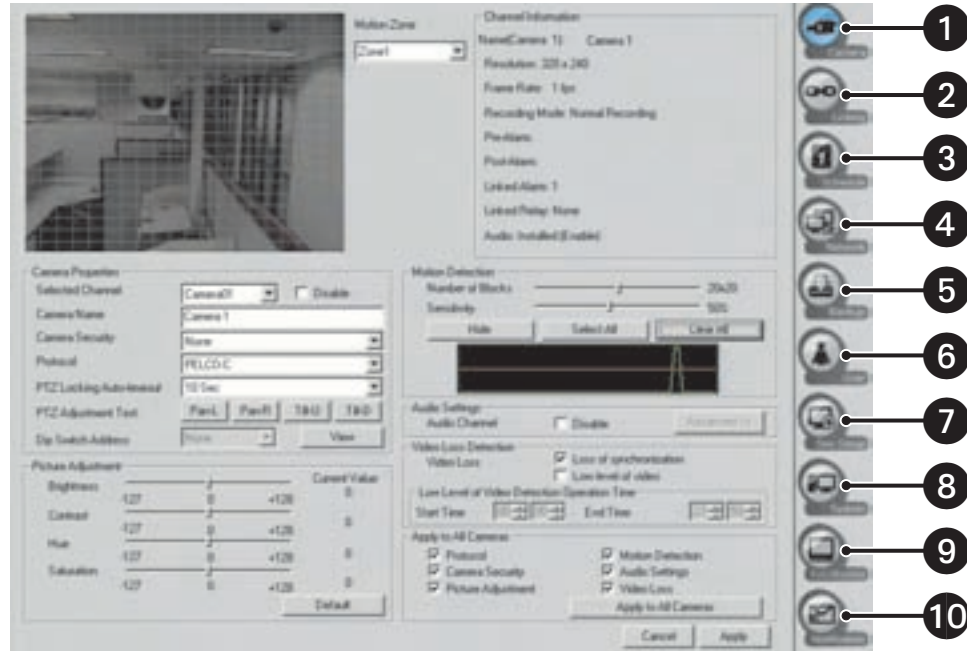 Motion Zone
Zone1
Channel Information
Name(Camera 1) Camera 1
Resolution: 320 x 240
Frame Rate: 1 fps
Recording Mode: Normal Recording
Pre-Alarm:
Post-Alarm:
Linked Alarm: 1
Linked Relay: None
Audio: Installed (Enable)
Camera Properties
Selected Channel Camera01 Disable
Camera Name Camera 1
Camera Security None
Protocol PELCO-C
PTZ Locking Auto-timeout 10 Sec
PTZ Adjustment Test Pan-L Pan-R Tilt-U Tilt-D
Dip Switch Address None View
Picture Adjustment
Current Value
Brightness 0
-127 0 +128
Contrast 0
-127 0 +128
Hue 0
-127 0 +128
Saturation 0
-127 0 +128
Default
Motion Detection
Number of Blocks 20x20
Sensitivity 50%
Hide Select All Clear All
Audio Settings
Audio Channel Disable
Video Loss Detection
Video Loss Loss of synchronization
Low level of video
Low Level of Video Detection Operation Time
Start Time End Time
Apply to All Cameras
Protocol Motion Detection
Camera Security Audio Settings
Picture Adjustment Video Loss
Apply to All Cameras
Cancel Apply
Camera
1
2
3
Network
4
5
6
7
8
9
10